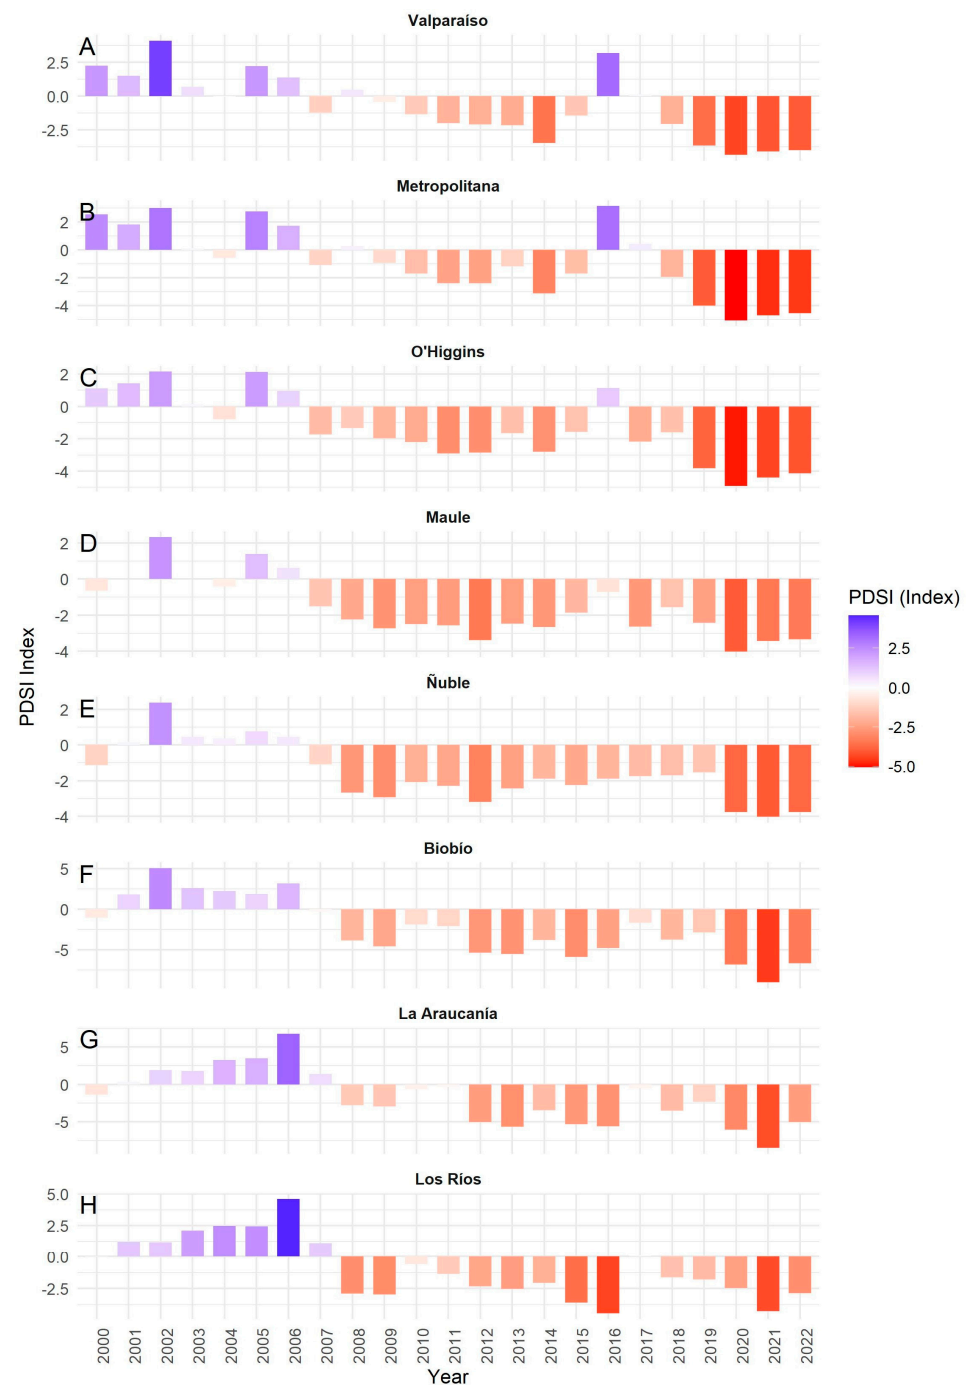 Valparaíso
A
2.5
0.0
-2.5
Metropolitana
B
2
0
-2
-4
O'Higgins
C
2
0
-2
-4
Maule
D
2
0
-2
-4
Ñuble
E
2
0
-2
-4
Biobío
F
5
0
-5
La Araucanía
G
5
0
-5
Los Ríos
H
5.0
2.5
0.0
-2.5
2000 2001 2002 2003 2004 2005 2006 2007 2008 2009 2010 2011 2012 2013 2014 2015 2016 2017 2018 2019 2020 2021 2022
Year
PDSI Index
PDSI (Index)
2.5
0.0
-2.5
-5.0